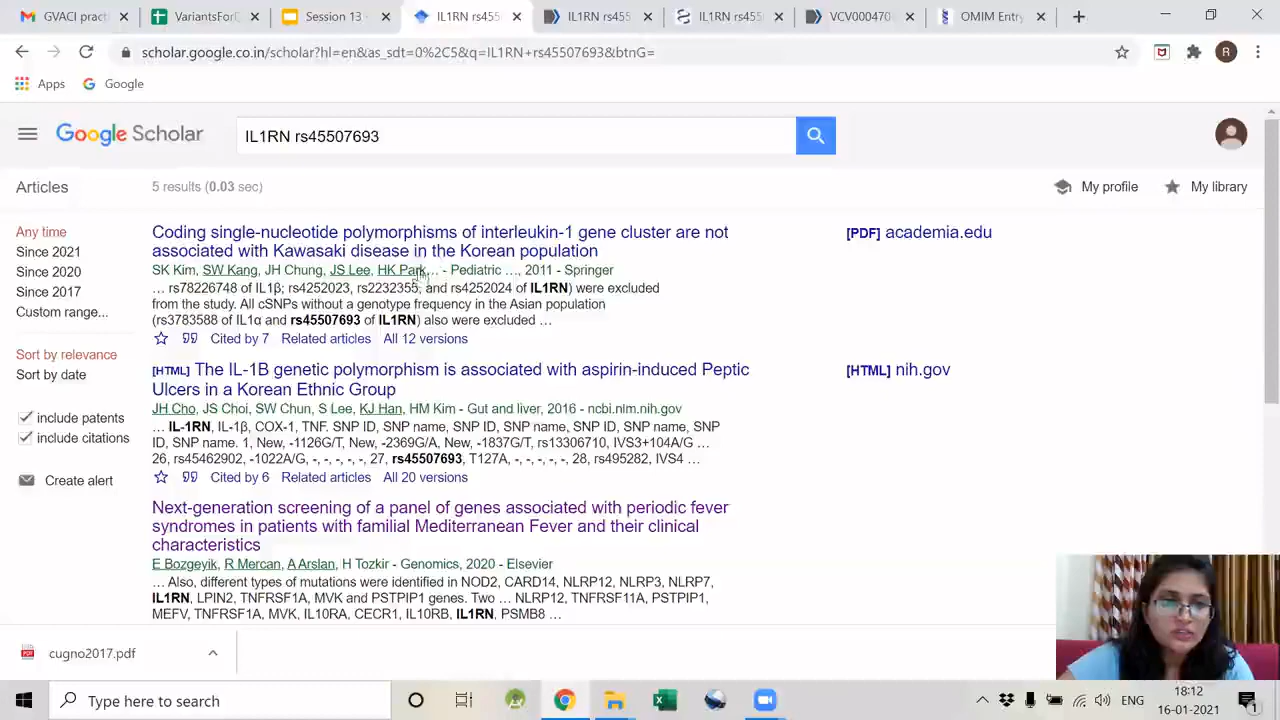 GVACI pract
VariantsForC
Session 13
IL1RN rs455
IL1RN rs455
IL1RN rs455
VCV000470
OMIM Entry
scholar.google.co.in/scholar?hl=en&as_sdt=0%2C5&q=IL1RN+rs45507693&btnG=
R
Apps
Google
Google Scholar
IL1RN rs45507693
Articles
5 results (0.03 sec)
My profile
My library
Any time
Since 2021
Since 2020
Since 2017
Custom range...
Sort by relevance
Sort by date
include patents
include citations
Create alert
Coding single-nucleotide polymorphisms of interleukin-1 gene cluster are not
associated with Kawasaki disease in the Korean population
SK Kim, SW Kang, JH Chung, JS Lee, HK Park… - Pediatric …, 2011 - Springer
… rs78226748 of IL1β; rs4252023, rs2232355, and rs4252024 of IL1RN) were excluded
from the study. All cSNPs without a genotype frequency in the Asian population
(rs3783588 of IL1α and rs45507693 of IL1RN) also were excluded …
Cited by 7 Related articles All 12 versions
[PDF] academia.edu
[HTML] The IL-1B genetic polymorphism is associated with aspirin-induced Peptic
Ulcers in a Korean Ethnic Group
JH Cho, JS Choi, SW Chun, S Lee, KJ Han, HM Kim - Gut and liver, 2016 - ncbi.nlm.nih.gov
… IL-1RN, IL-1β, COX-1, TNF. SNP ID, SNP name, SNP ID, SNP name, SNP ID, SNP name, SNP
ID, SNP name. 1, New, -1126G/T, New, -2369G/A, New, -1837G/T, rs13306710, IVS3+104A/G …
26, rs45462902, -1022A/G, -, -, -, -, -, 27, rs45507693, T127A, -, -, -, -, -, 28, rs495282, IVS4 …
Cited by 6 Related articles All 20 versions
[HTML] nih.gov
Next-generation screening of a panel of genes associated with periodic fever
syndromes in patients with familial Mediterranean Fever and their clinical
characteristics
E Bozgeyik, R Mercan, A Arslan, H Tozkir - Genomics, 2020 - Elsevier
… Also, different types of mutations were identified in NOD2, CARD14, NLRP12, NLRP3, NLRP7,
IL1RN, LPIN2, TNFRSF1A, MVK and PSTPIP1 genes. Two … NLRP12, TNFRSF11A, PSTPIP1,
MEFV, TNFRSF1A, MVK, IL10RA, CECR1, IL10RB, IL1RN, PSMB8 …
cugno2017.pdf
Type here to search
ENG
18:12
16-01-2021